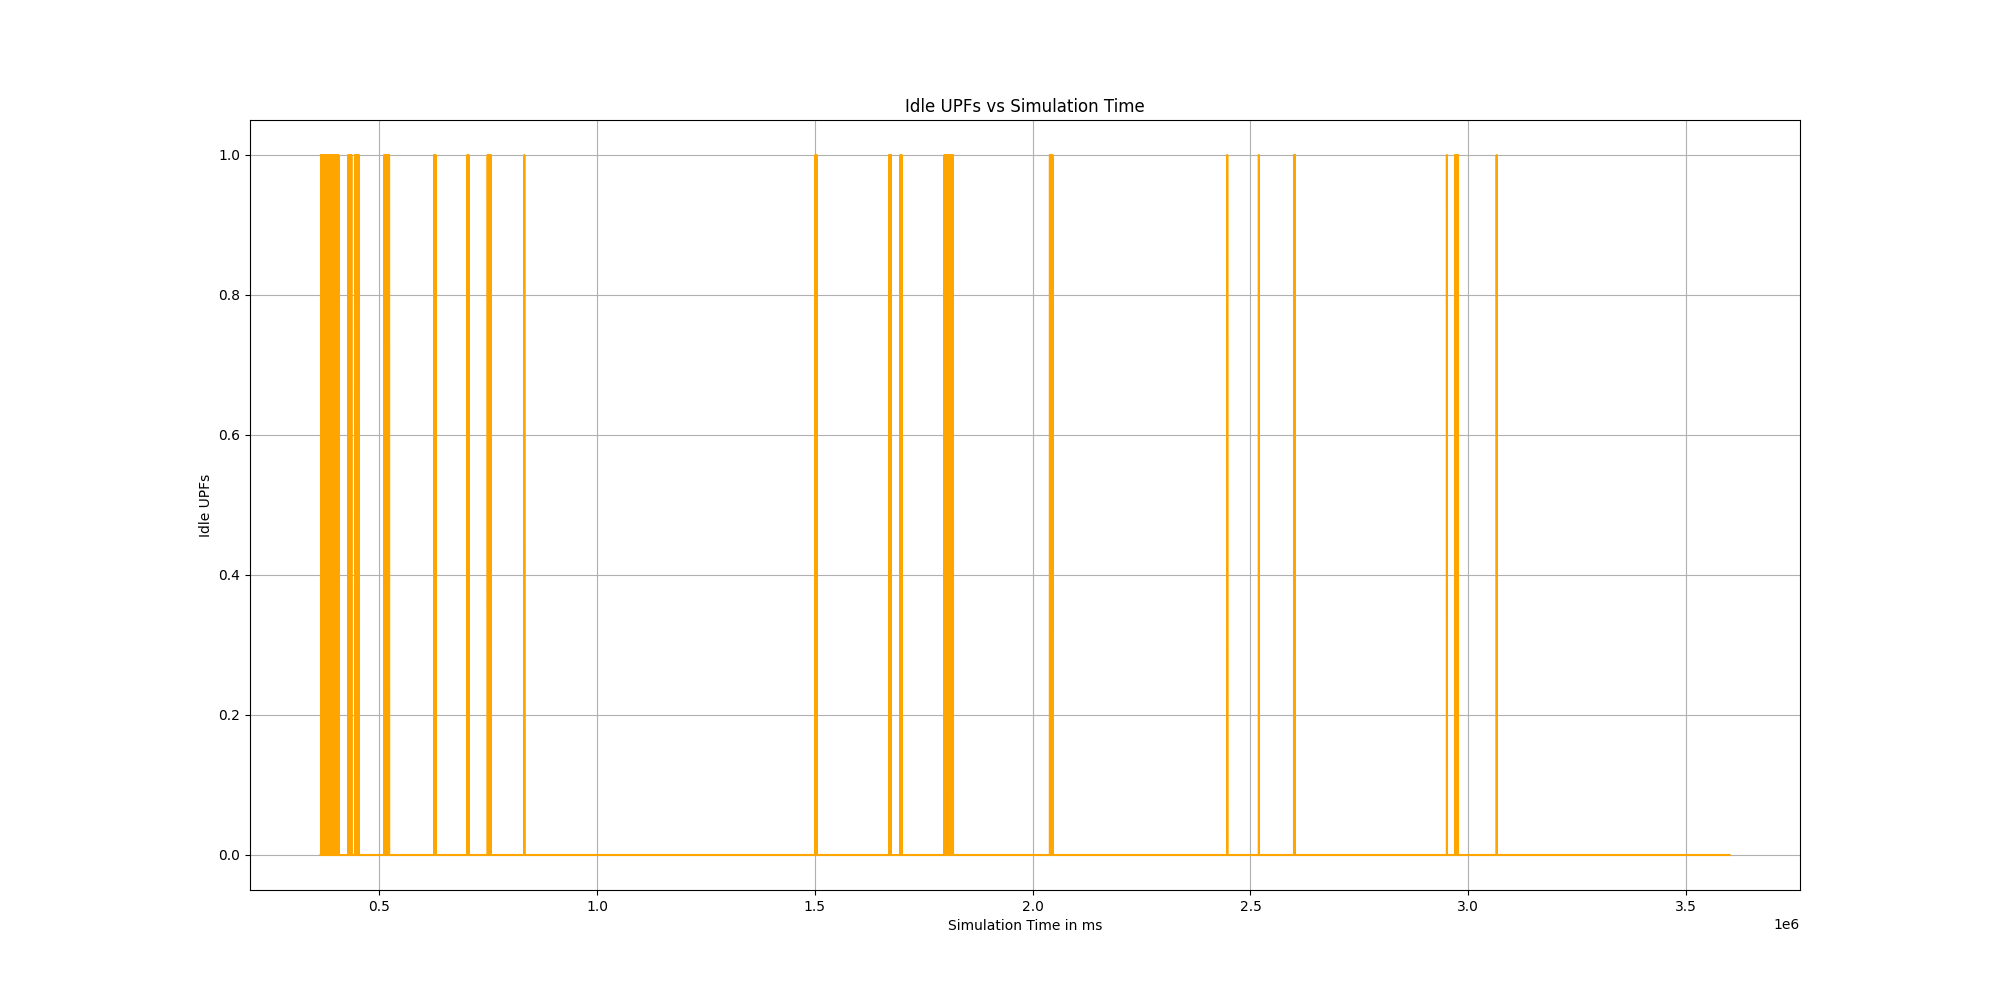 Idle UPFs vs Simulation Time
1.0
0.8
0.6
0.4
0.2
0.0
Idle UPFs
0.5 1.0 1.5 2.0 2.5 3.0 3.5
Simulation Time in ms
1e6